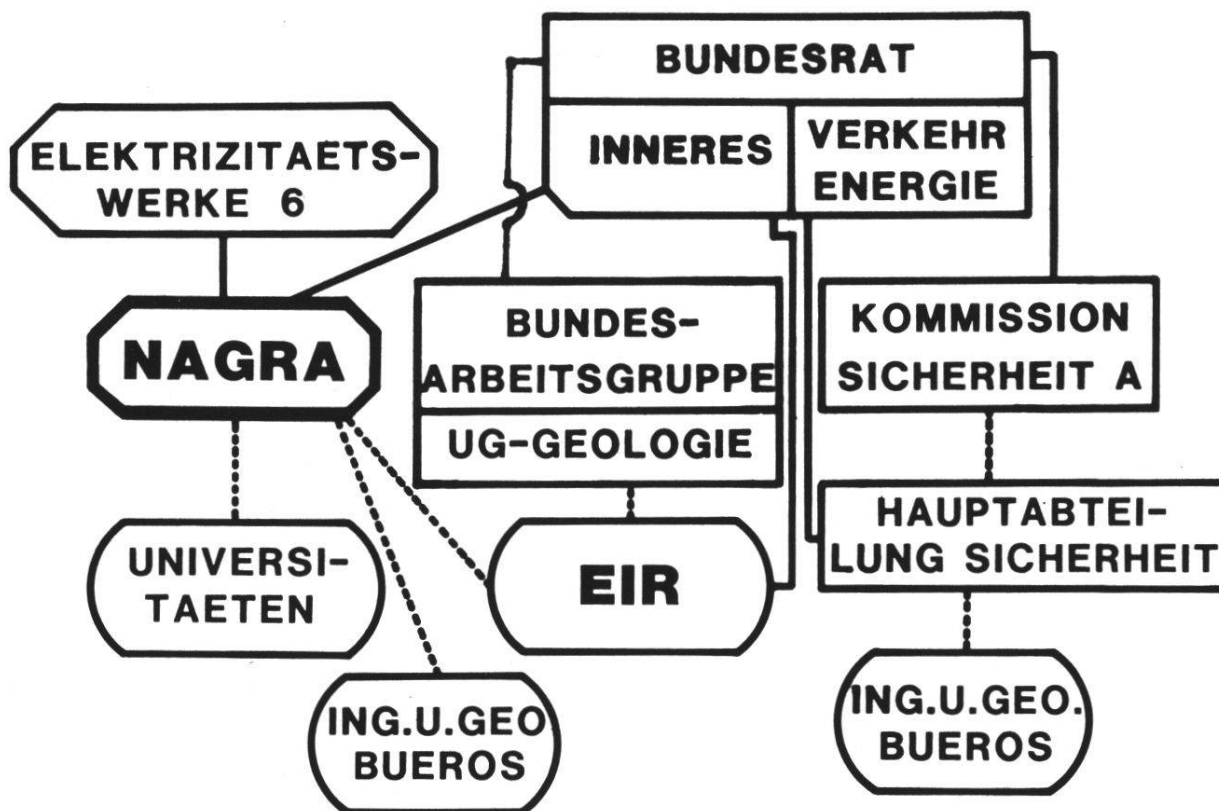 BUNDESRAT
INNERES
VERKEHR
ENERGIE
ELEKTRIZITAETS-
WERKE 6
NAGRA
BUNDES-
ARBEITSGRUPPE
UG-GEOLOGIE
KOMMISSION
SICHERHEIT A
HAUPTABTEI-
LUNG SICHERHEIT
UNIVERSI-
TAETEN
EIR
ING.U.GEO
BUEROS
ING.U.GEO.
BUEROS